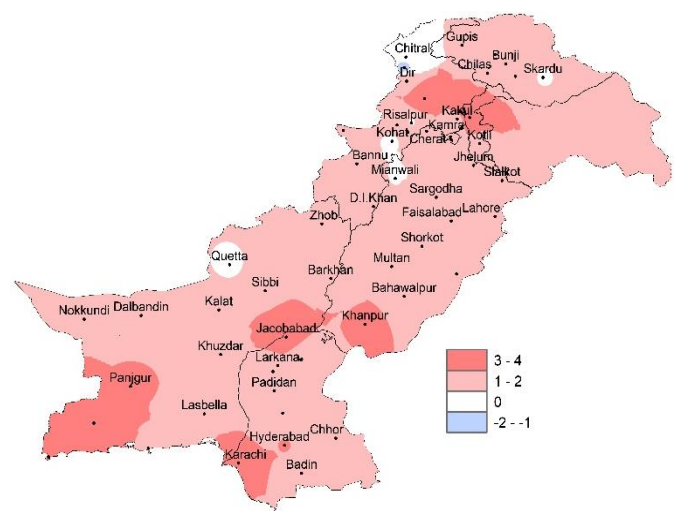 Gupis
Chitral
Bunji
Chilas
Skardu
Dir
Kakul
Risalpur
Kamra
Kohat
Cherat
Kotli
Bannu
Jhelum
Mianwali
Sialkot
Sargodha
D.I.Khan
Faisalabad
Lahore
Zhob
Shorkot
Quetta
Multan
Barkhan
Sibbi
Bahawalpur
Nokkundi
Dalbandin
Kalat
Khanpur
Jacobabad
Khuzdar
Larkana
Panjgur
Padidan
Lasbella
Chhor
Hyderabad
Karachi
Badin
3 - 4
1 - 2
0
-2 - -1